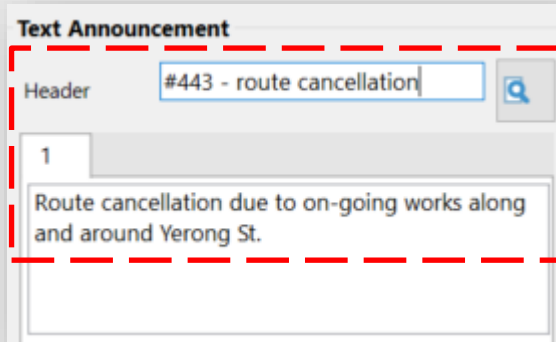 Text Announcement
Header
#443 - route cancellation
1
Route cancellation due to on-going works along
and around Yerong St.